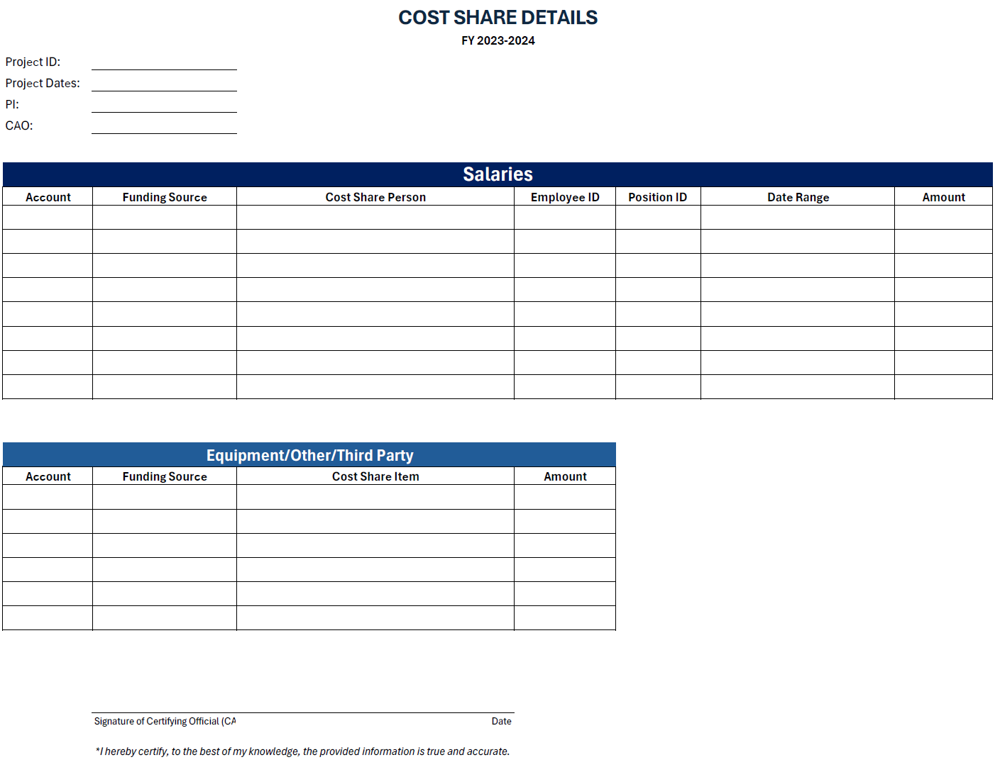 COST SHARE DETAILS
FY 2023-2024
Project ID:
Project Dates:
PI:
CAO:
Salaries
Account Funding Source Cost Share Person Employee ID Position ID Date Range Amount
Equipment/Other/Third Party
Account Funding Source Cost Share Item Amount
Signature of Certifying Official (CA Date
*I hereby certify, to the best of my knowledge, the provided information is true and accurate.